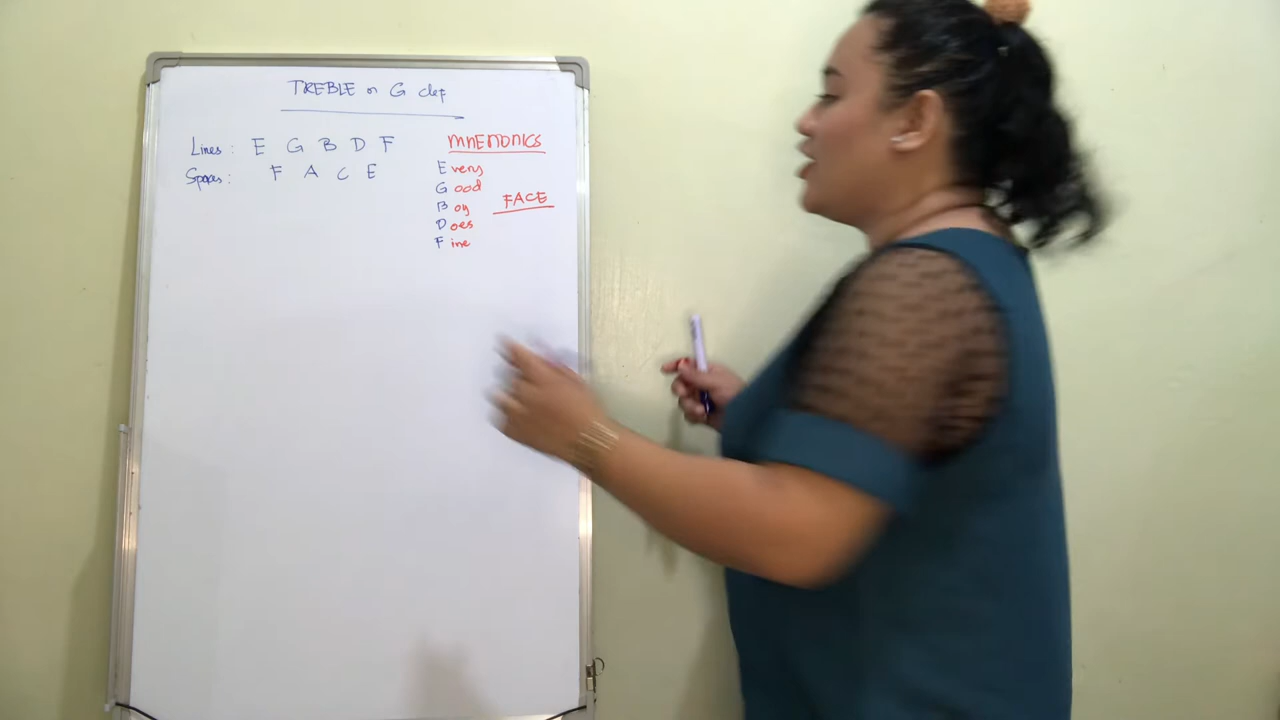 TREBLE or G clef
Lines: E G B D F
Spaces: F A C E
MNEMONICS
Every
Good
Boy
Does
Fine
FACE